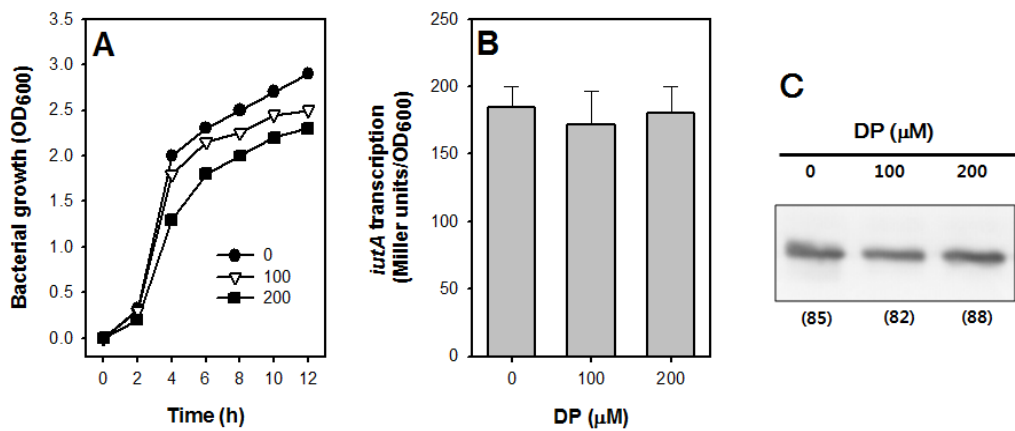 A
Bacterial growth (OD600)
3.5
3.0
2.5
2.0
1.5
1.0
0.5
0.0
0
100
200
0 2 4 6 8 10 12
Time (h)
B
iutA transcription
(Miller units/OD600)
250
200
150
100
50
0
0 100 200
DP (μM)
C
DP (μM)
0 100 200
(85) (82) (88)